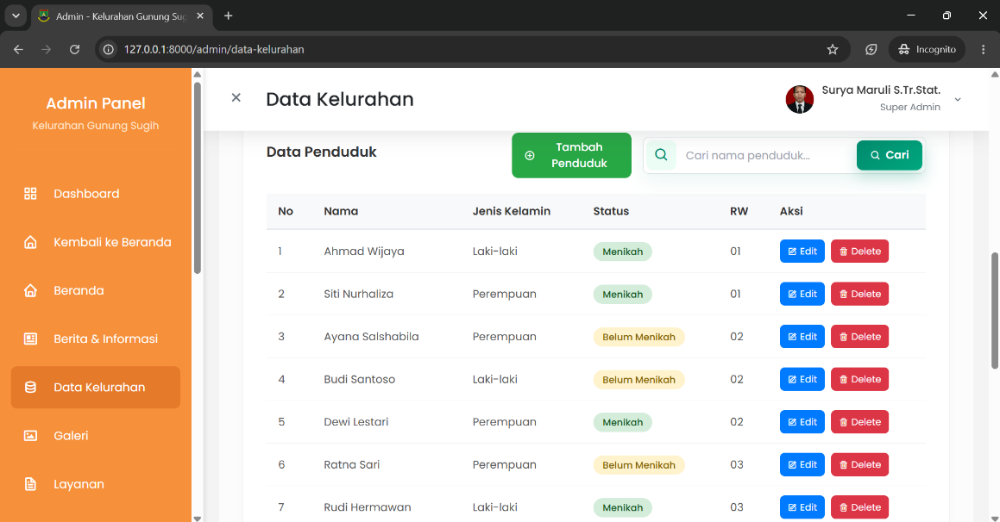 Admin - Kelurahan Gunung Sug
127.0.0.1:8000/admin/data-kelurahan
Incognito
Admin Panel
Kelurahan Gunung Sugih
Dashboard
Kembali ke Beranda
Beranda
Berita & Informasi
Data Kelurahan
Galeri
Layanan
Data Kelurahan
Surya Maruli S.Tr.Stat.
Super Admin
Data Penduduk
Tambah
Penduduk
Cari nama penduduk...
Cari
No Nama Jenis Kelamin Status RW Aksi
1 Ahmad Wijaya Laki-laki Menikah 01 Edit Delete
2 Siti Nurhaliza Perempuan Menikah 01 Edit Delete
3 Ayana Salshabila Perempuan Belum Menikah 02 Edit Delete
4 Budi Santoso Laki-laki Belum Menikah 02 Edit Delete
5 Dewi Lestari Perempuan Menikah 02 Edit Delete
6 Ratna Sari Perempuan Belum Menikah 03 Edit Delete
7 Rudi Hermawan Laki-laki Menikah 03 Edit Delete